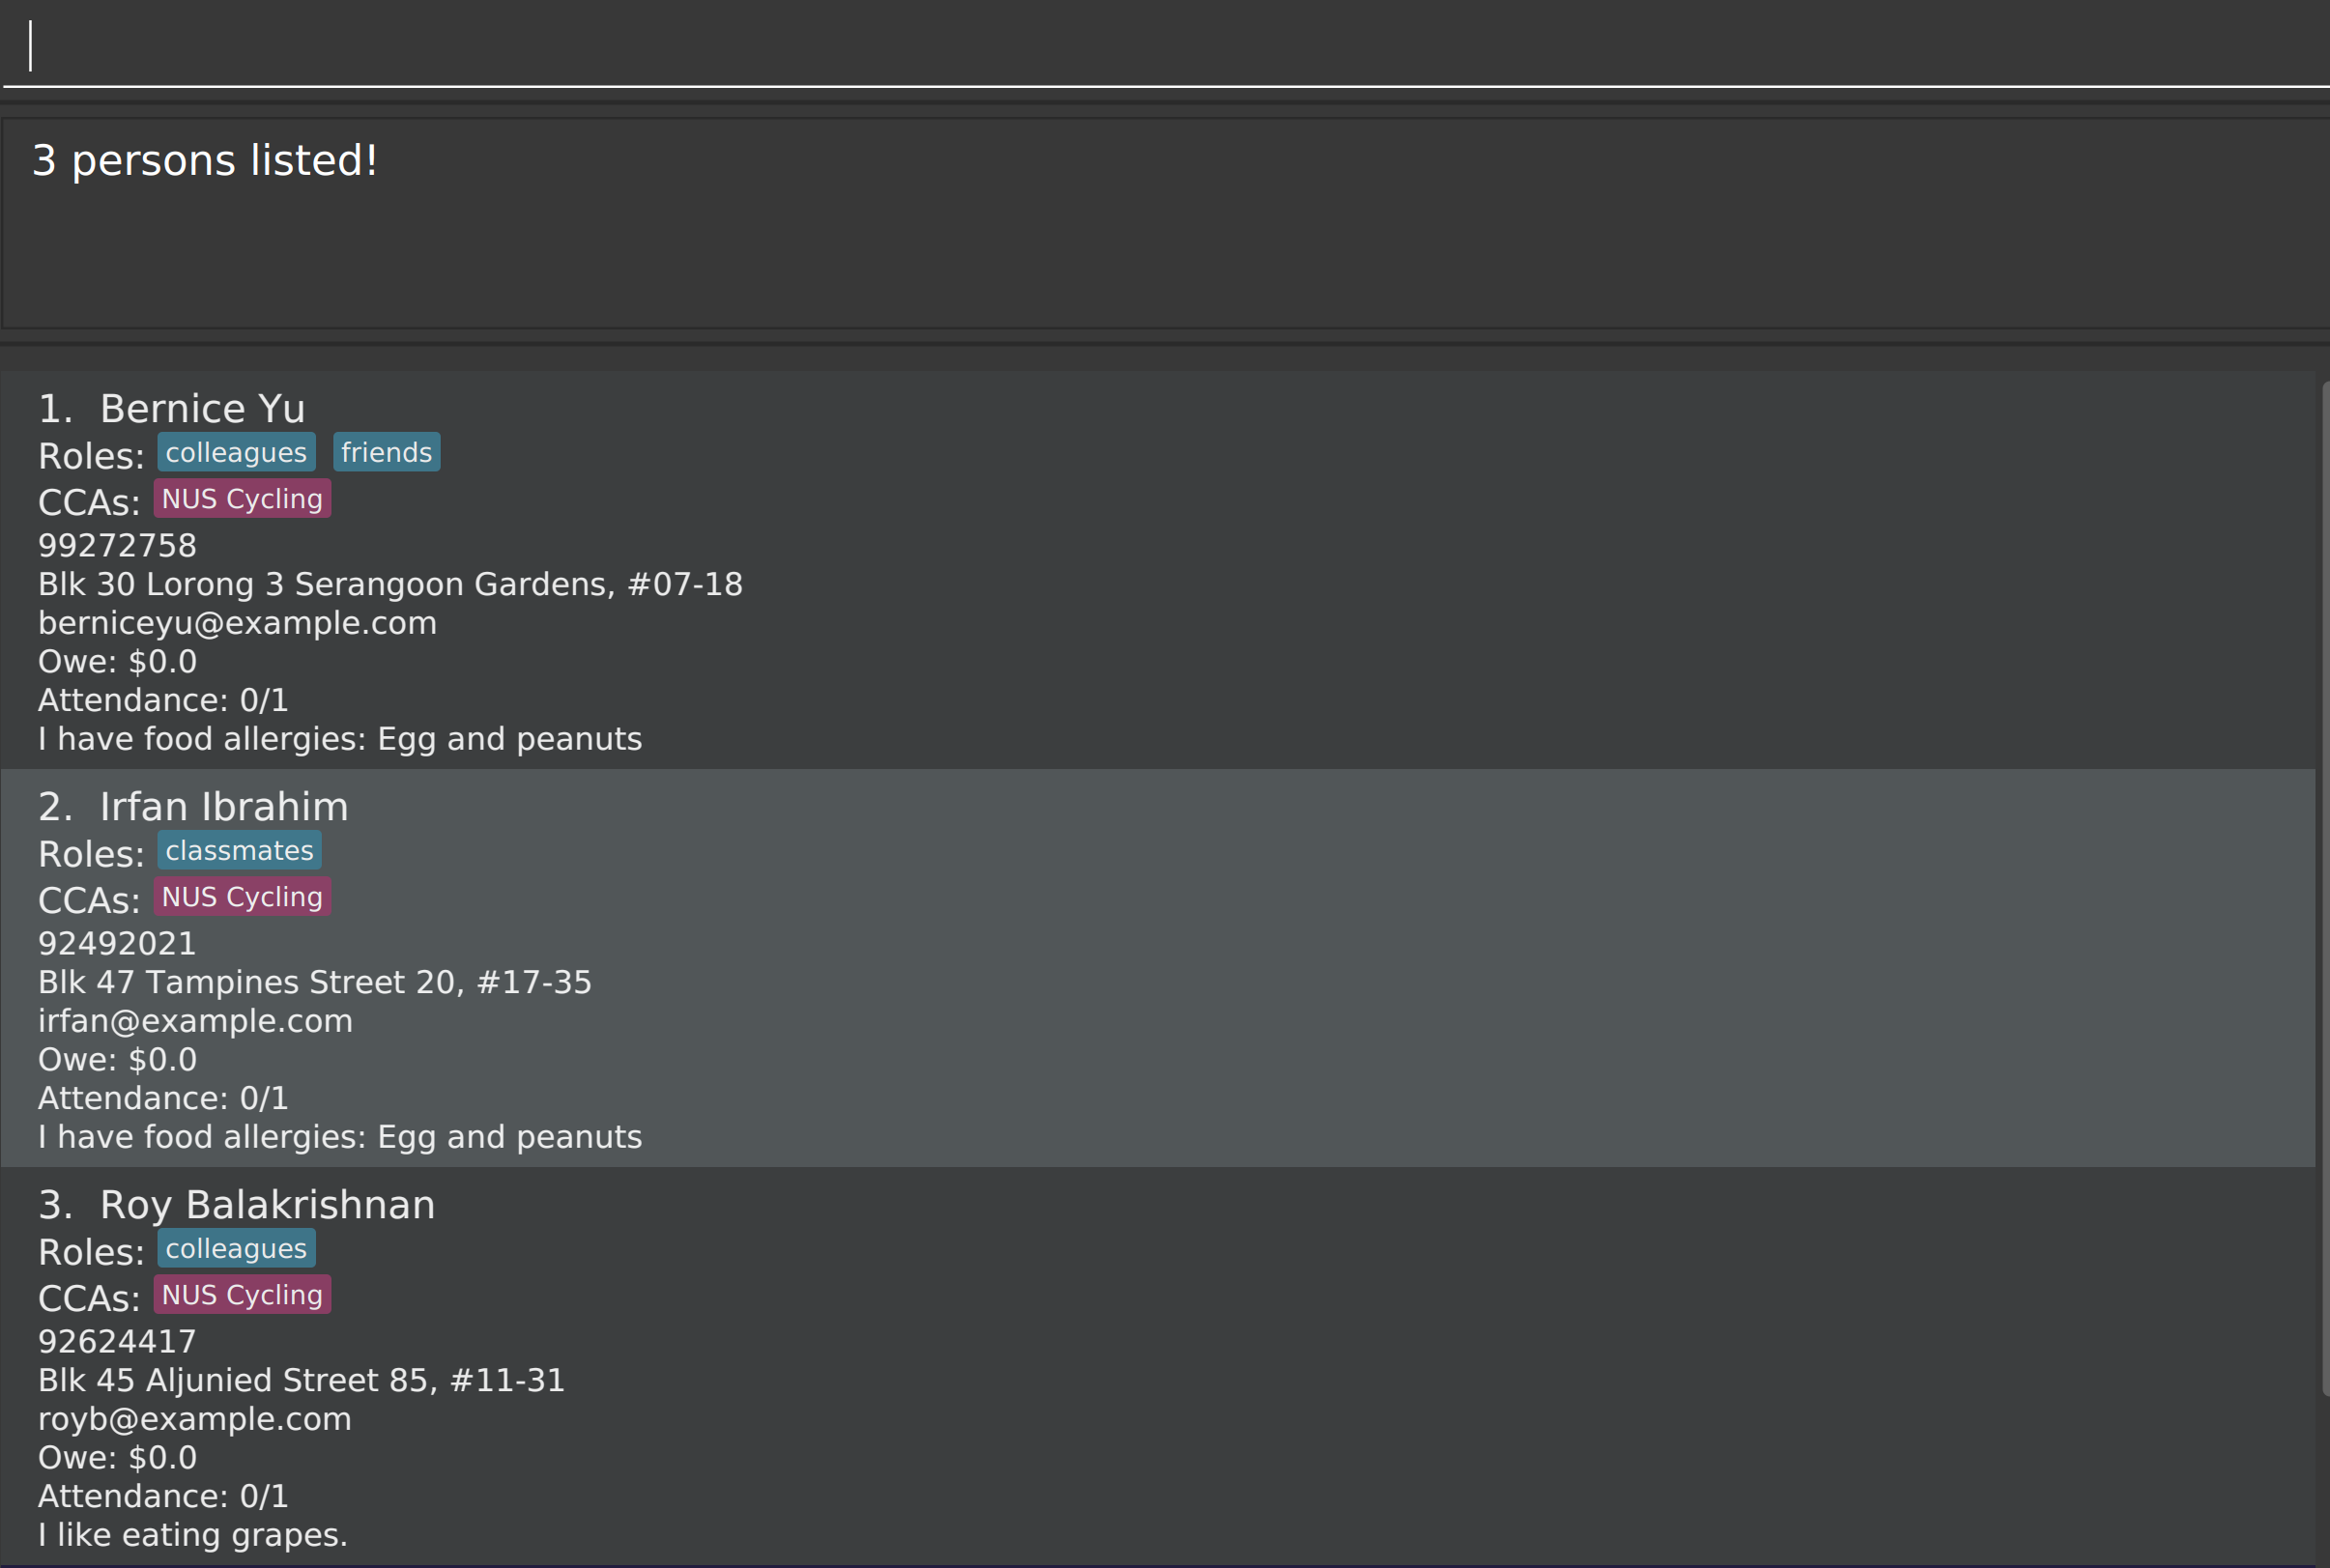 3 persons listed!
1. Bernice Yu
Roles: colleagues friends
CCAs: NUS Cycling
99272758
Blk 30 Lorong 3 Serangoon Gardens, #07-18
berniceyu@example.com
Owe: $0.0
Attendance: 0/1
I have food allergies: Egg and peanuts
2. Irfan Ibrahim
Roles: classmates
CCAs: NUS Cycling
92492021
Blk 47 Tampines Street 20, #17-35
irfan@example.com
Owe: $0.0
Attendance: 0/1
I have food allergies: Egg and peanuts
3. Roy Balakrishnan
Roles: colleagues
CCAs: NUS Cycling
92624417
Blk 45 Aljunied Street 85, #11-31
royb@example.com
Owe: $0.0
Attendance: 0/1
I like eating grapes.